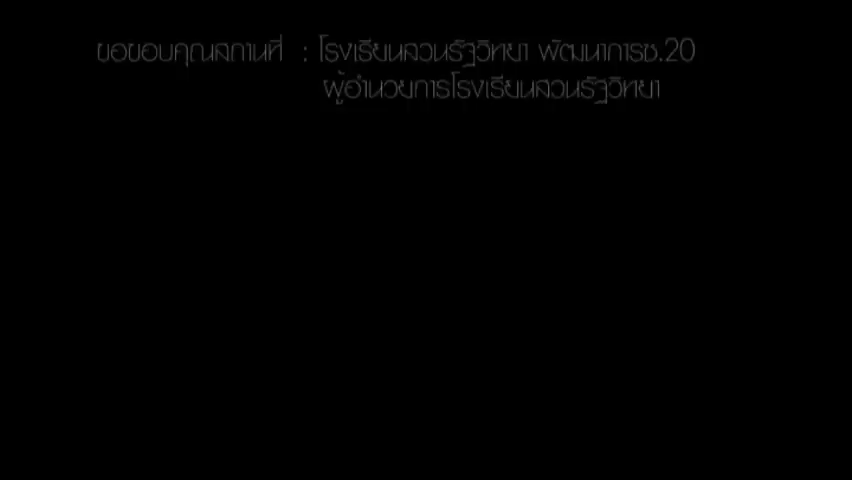 ขอขอบคุณสถานที่ : โรงเรียนสวนรัฐวิทยา พัฒนาการซ.20
ผู้อำนวยการโรงเรียนสวนรัฐวิทยา